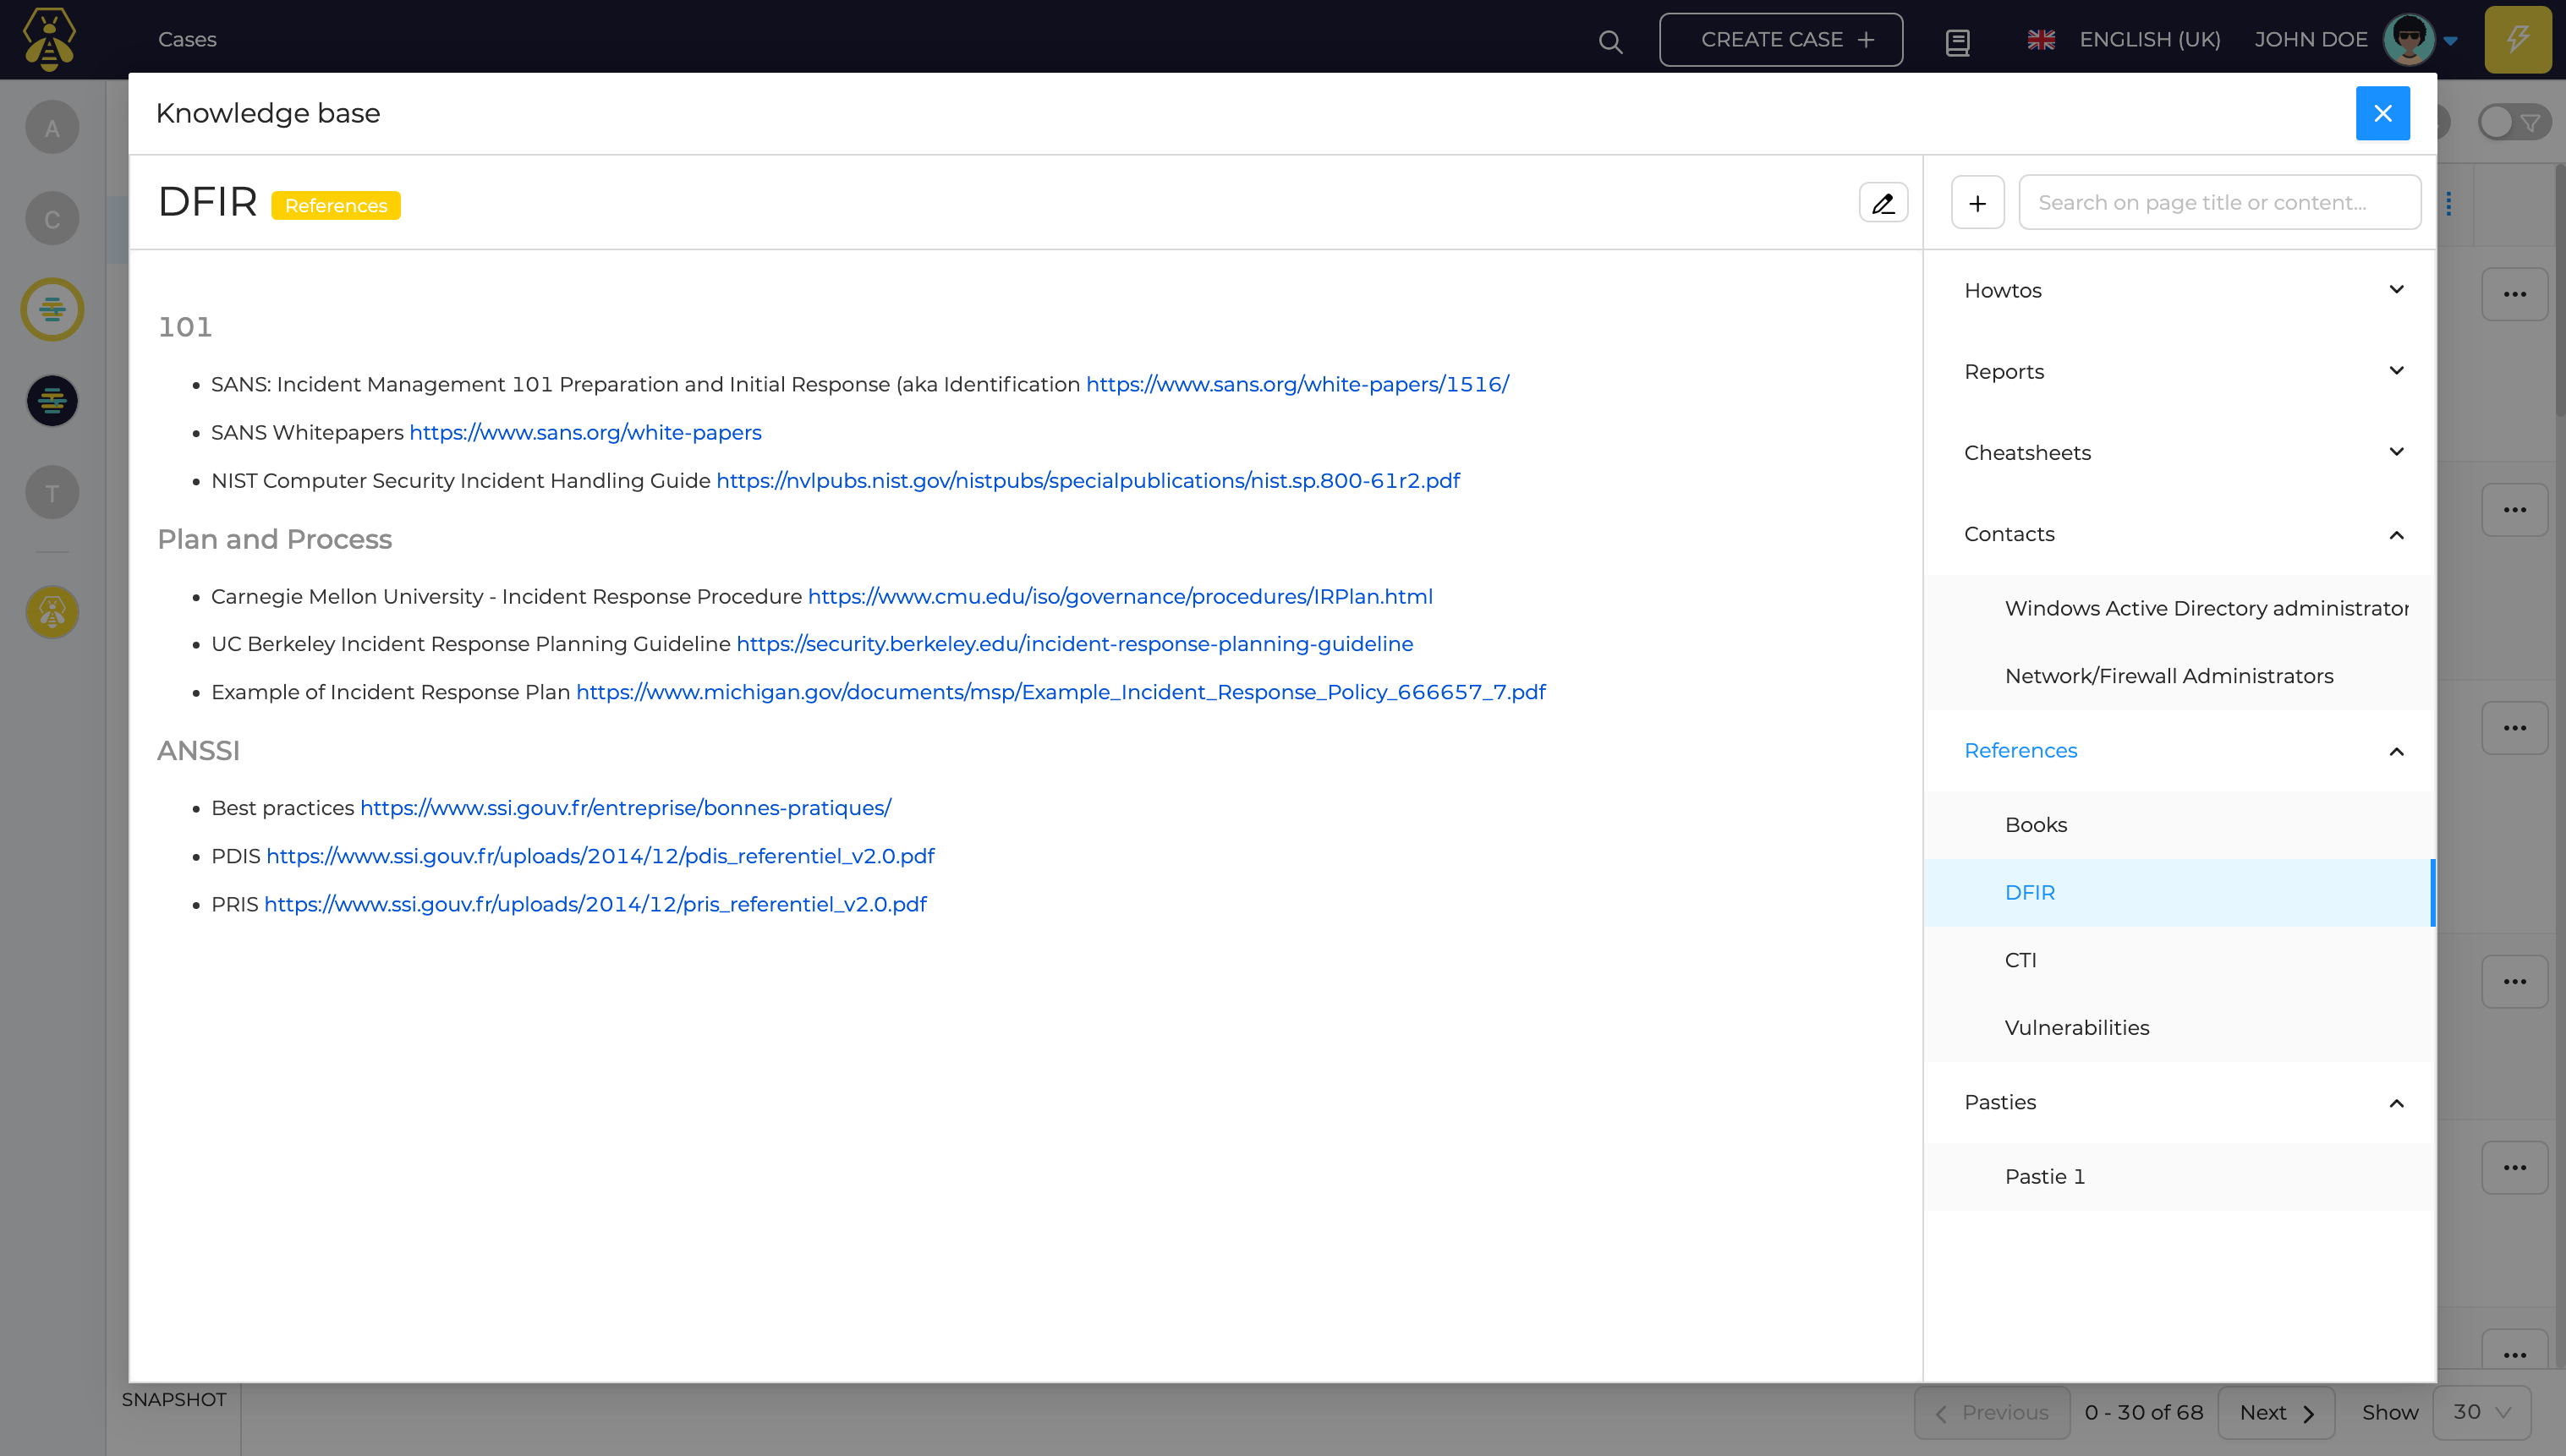 Cases
CREATE CASE +
ENGLISH (UK)
JOHN DOE
Knowledge base
A
C
T
DFIR References
Search on page title or content...
101
• SANS: Incident Management 101 Preparation and Initial Response (aka Identification https://www.sans.org/white-papers/1516/
• SANS Whitepapers https://www.sans.org/white-papers
• NIST Computer Security Incident Handling Guide https://nvlpubs.nist.gov/nistpubs/specialpublications/nist.sp.800-61r2.pdf
Plan and Process
• Carnegie Mellon University - Incident Response Procedure https://www.cmu.edu/iso/governance/procedures/IRPlan.html
• UC Berkeley Incident Response Planning Guideline https://security.berkeley.edu/incident-response-planning-guideline
• Example of Incident Response Plan https://www.michigan.gov/documents/msp/Example_Incident_Response_Policy_666657_7.pdf
ANSSI
• Best practices https://www.ssi.gouv.fr/entreprise/bonnes-pratiques/
• PDIS https://www.ssi.gouv.fr/uploads/2014/12/pdis_referentiel_v2.0.pdf
• PRIS https://www.ssi.gouv.fr/uploads/2014/12/pris_referentiel_v2.0.pdf
Howtos
Reports
Cheatsheets
Contacts
Windows Active Directory administrator
Network/Firewall Administrators
References
Books
DFIR
CTI
Vulnerabilities
Pasties
Pastie 1
SNAPSHOT
Previous
0 - 30 of 68
Next
Show
30